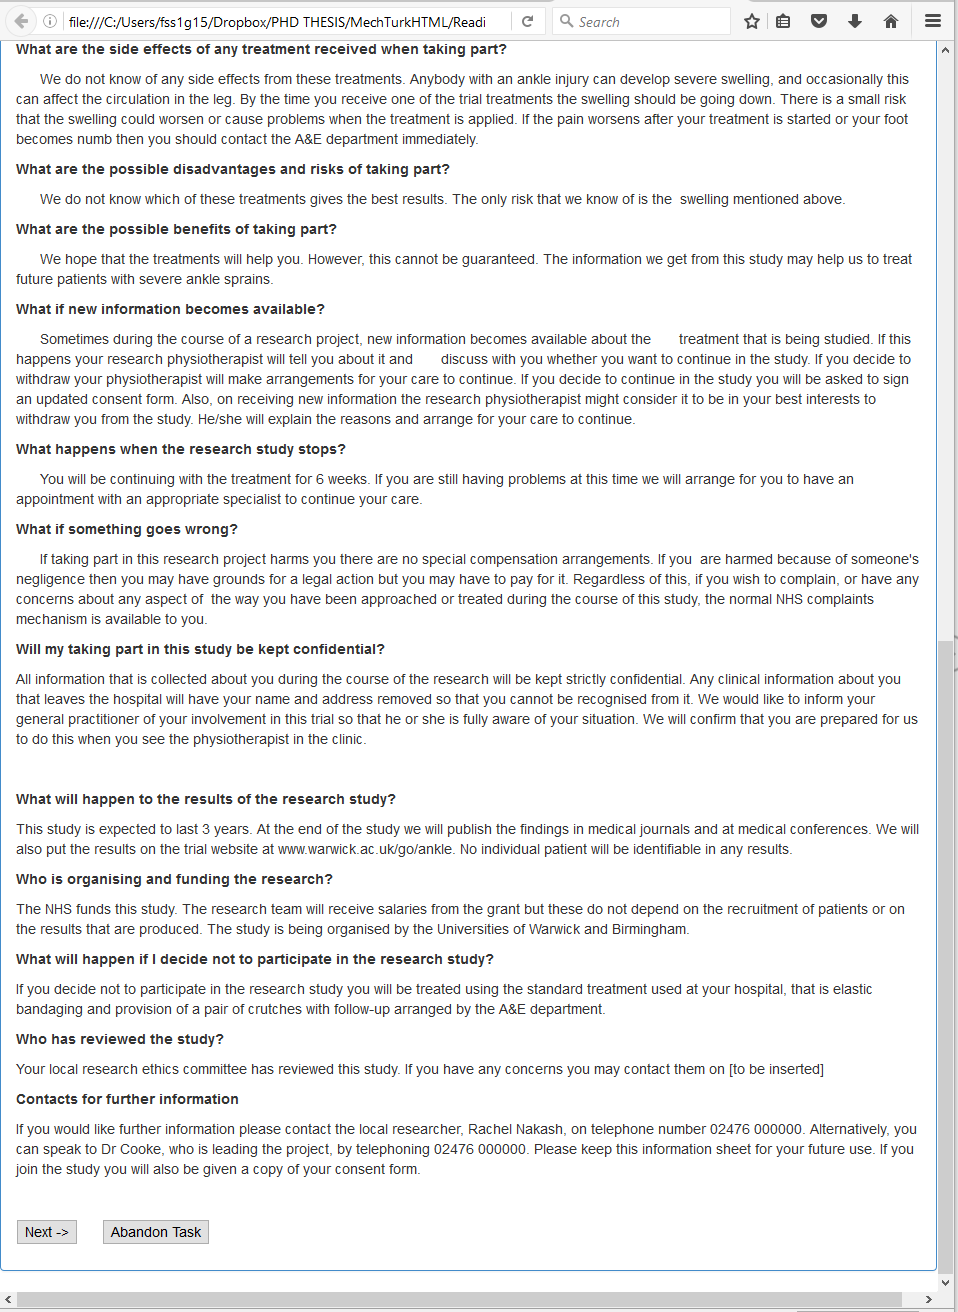 file:///C:/Users/fss1g15/Dropbox/PHD THESIS/MechTurkHTML/Readi
Search
What are the side effects of any treatment received when taking part?
We do not know of any side effects from these treatments. Anybody with an ankle injury can develop severe swelling, and occasionally this
can affect the circulation in the leg. By the time you receive one of the trial treatments the swelling should be going down. There is a small risk
that the swelling could worsen or cause problems when the treatment is applied. If the pain worsens after your treatment is started or your foot
becomes numb then you should contact the A&E department immediately.
What are the possible disadvantages and risks of taking part?
We do not know which of these treatments gives the best results. The only risk that we know of is the swelling mentioned above.
What are the possible benefits of taking part?
We hope that the treatments will help you. However, this cannot be guaranteed. The information we get from this study may help us to treat
future patients with severe ankle sprains.
What if new information becomes available?
Sometimes during the course of a research project, new information becomes available about the treatment that is being studied. If this
happens your research physiotherapist will tell you about it and discuss with you whether you want to continue in the study. If you decide to
withdraw your physiotherapist will make arrangements for your care to continue. If you decide to continue in the study you will be asked to sign
an updated consent form. Also, on receiving new information the research physiotherapist might consider it to be in your best interests to
withdraw you from the study. He/she will explain the reasons and arrange for your care to continue.
What happens when the research study stops?
You will be continuing with the treatment for 6 weeks. If you are still having problems at this time we will arrange for you to have an
appointment with an appropriate specialist to continue your care.
What if something goes wrong?
If taking part in this research project harms you there are no special compensation arrangements. If you are harmed because of someone's
negligence then you may have grounds for a legal action but you may have to pay for it. Regardless of this, if you wish to complain, or have any
concerns about any aspect of the way you have been approached or treated during the course of this study, the normal NHS complaints
mechanism is available to you.
Will my taking part in this study be kept confidential?
All information that is collected about you during the course of the research will be kept strictly confidential. Any clinical information about you
that leaves the hospital will have your name and address removed so that you cannot be recognised from it. We would like to inform your
general practitioner of your involvement in this trial so that he or she is fully aware of your situation. We will confirm that you are prepared for us
to do this when you see the physiotherapist in the clinic.
What will happen to the results of the research study?
This study is expected to last 3 years. At the end of the study we will publish the findings in medical journals and at medical conferences. We will
also put the results on the trial website at www.warwick.ac.uk/go/ankle. No individual patient will be identifiable in any results.
Who is organising and funding the research?
The NHS funds this study. The research team will receive salaries from the grant but these do not depend on the recruitment of patients or on
the results that are produced. The study is being organised by the Universities of Warwick and Birmingham.
What will happen if I decide not to participate in the research study?
If you decide not to participate in the research study you will be treated using the standard treatment used at your hospital, that is elastic
bandaging and provision of a pair of crutches with follow-up arranged by the A&E department.
Who has reviewed the study?
Your local research ethics committee has reviewed this study. If you have any concerns you may contact them on [to be inserted]
Contacts for further information
If you would like further information please contact the local researcher, Rachel Nakash, on telephone number 02476 000000. Alternatively, you
can speak to Dr Cooke, who is leading the project, by telephoning 02476 000000. Please keep this information sheet for your future use. If you
join the study you will also be given a copy of your consent form.
Next -> Abandon Task